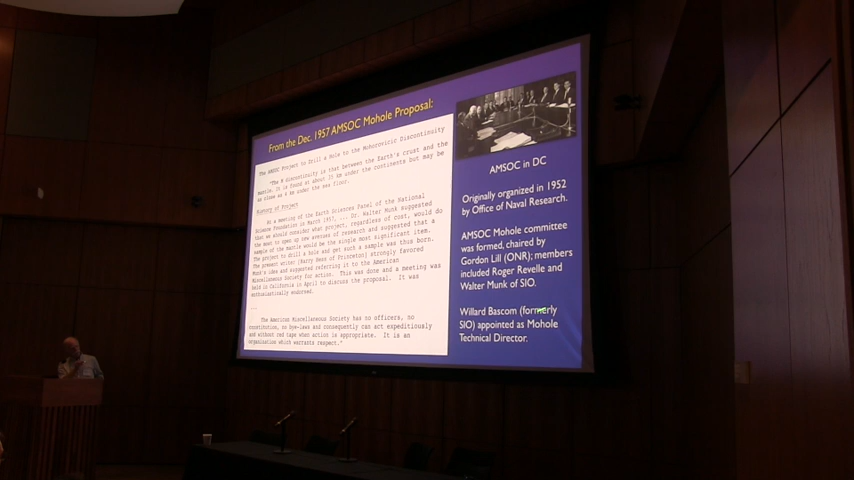 From the Dec. 1957 AMSOC Mohole Proposal:
The AMSOC Project to Drill a Hole to the Mohorovicic Discontinuity
"The M discontinuity is that between the Earth's crust and the
mantle. It is found at about 35 km under the continents but may be
as close as 6 km under the sea floor.
History of Project
At a meeting of the Earth Sciences Panel of the National
Science Foundation in March 1957, ... Dr. Walter Munk suggested
that we should consider what project, regardless of cost, would do
the most to open up new avenues of research and suggested that a
sample of the mantle would be the single most significant item.
The project to drill a hole and get such a sample was thus born.
The present writer [Harry Hess of Princeton] strongly favored
Munk's idea and suggested referring it to the American
Miscellaneous Society for action. This was done and a meeting was
held in California in April to discuss the proposal. It was
enthusiastically endorsed.
...
The American Miscellaneous Society has no officers, no
constitution, no bye-laws and consequently can act expeditiously
and without red tape when action is appropriate. It is an
organization which warrants respect."
AMSOC in DC
Originally organized in 1952
by Office of Naval Research.
AMSOC Mohole committee
was formed, chaired by
Gordon Lill (ONR); members
included Roger Revelle and
Walter Munk of SIO.
Willard Bascom (formerly
SIO) appointed as Mohole
Technical Director.